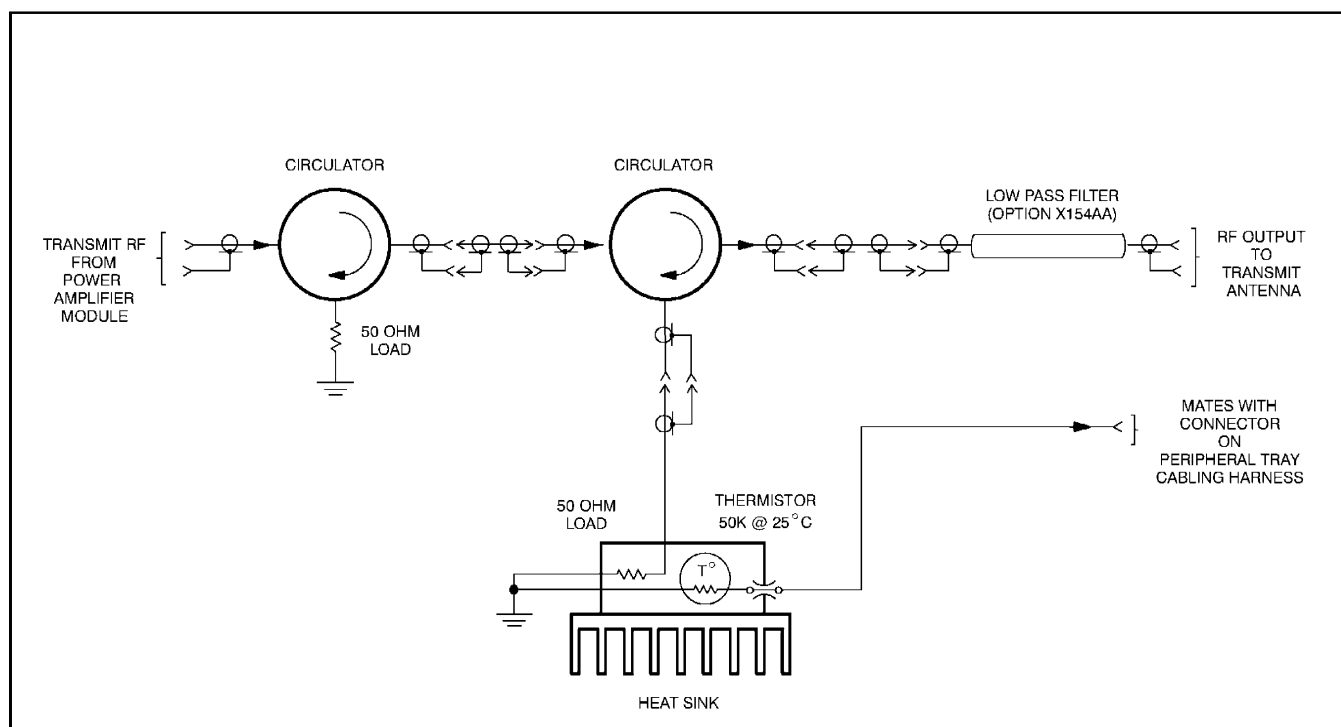 CIRCULATOR
CIRCULATOR
LOW PASS FILTER
(OPTION X154AA)
TRANSMIT RF
FROM
POWER
AMPLIFIER
MODULE
RF OUTPUT
TO
TRANSMIT
ANTENNA
50 OHM
LOAD
MATES WITH
CONNECTOR
ON
PERIPHERAL TRAY
CABLING HARNESS
50 OHM
LOAD
THERMISTOR
50K @ 25°C
T°
HEAT SINK